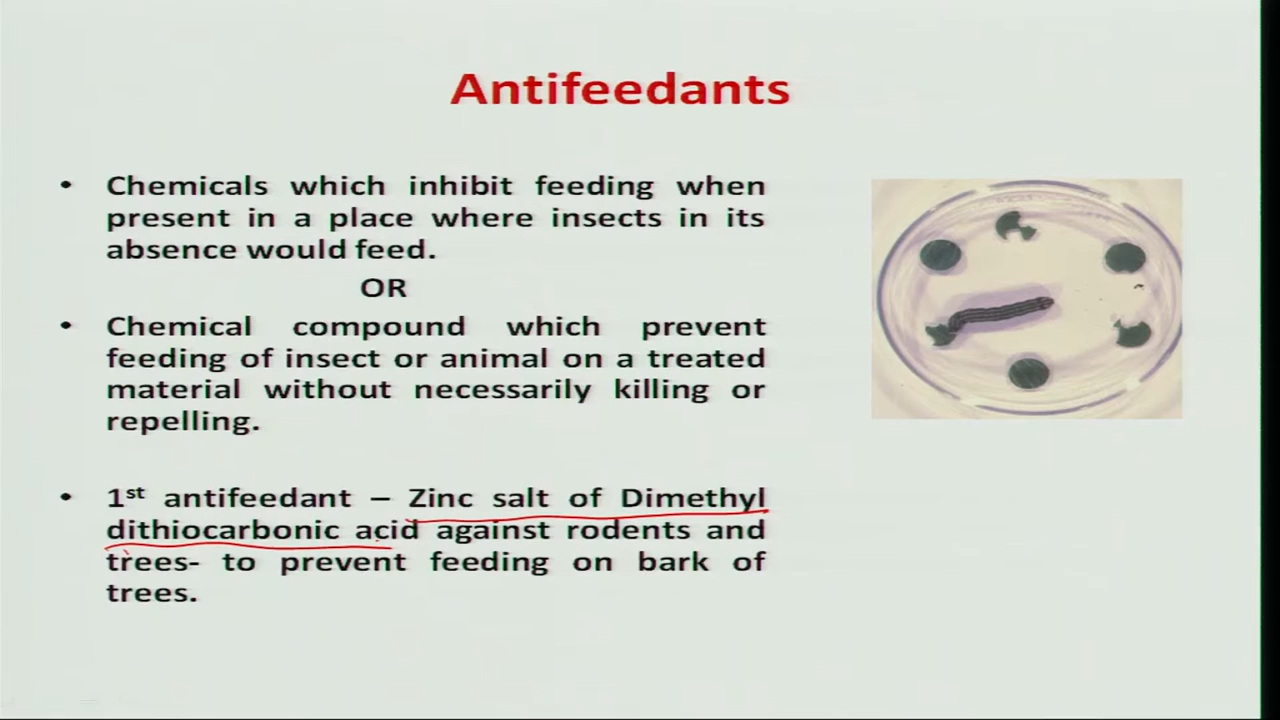 Antifeedants
• Chemicals which inhibit feeding when
present in a place where insects in its
absence would feed.
OR
• Chemical compound which prevent
feeding of insect or animal on a treated
material without necessarily killing or
repelling.
• 1st antifeedant – Zinc salt of Dimethyl
dithiocarbonic acid against rodents and
trees- to prevent feeding on bark of
trees.